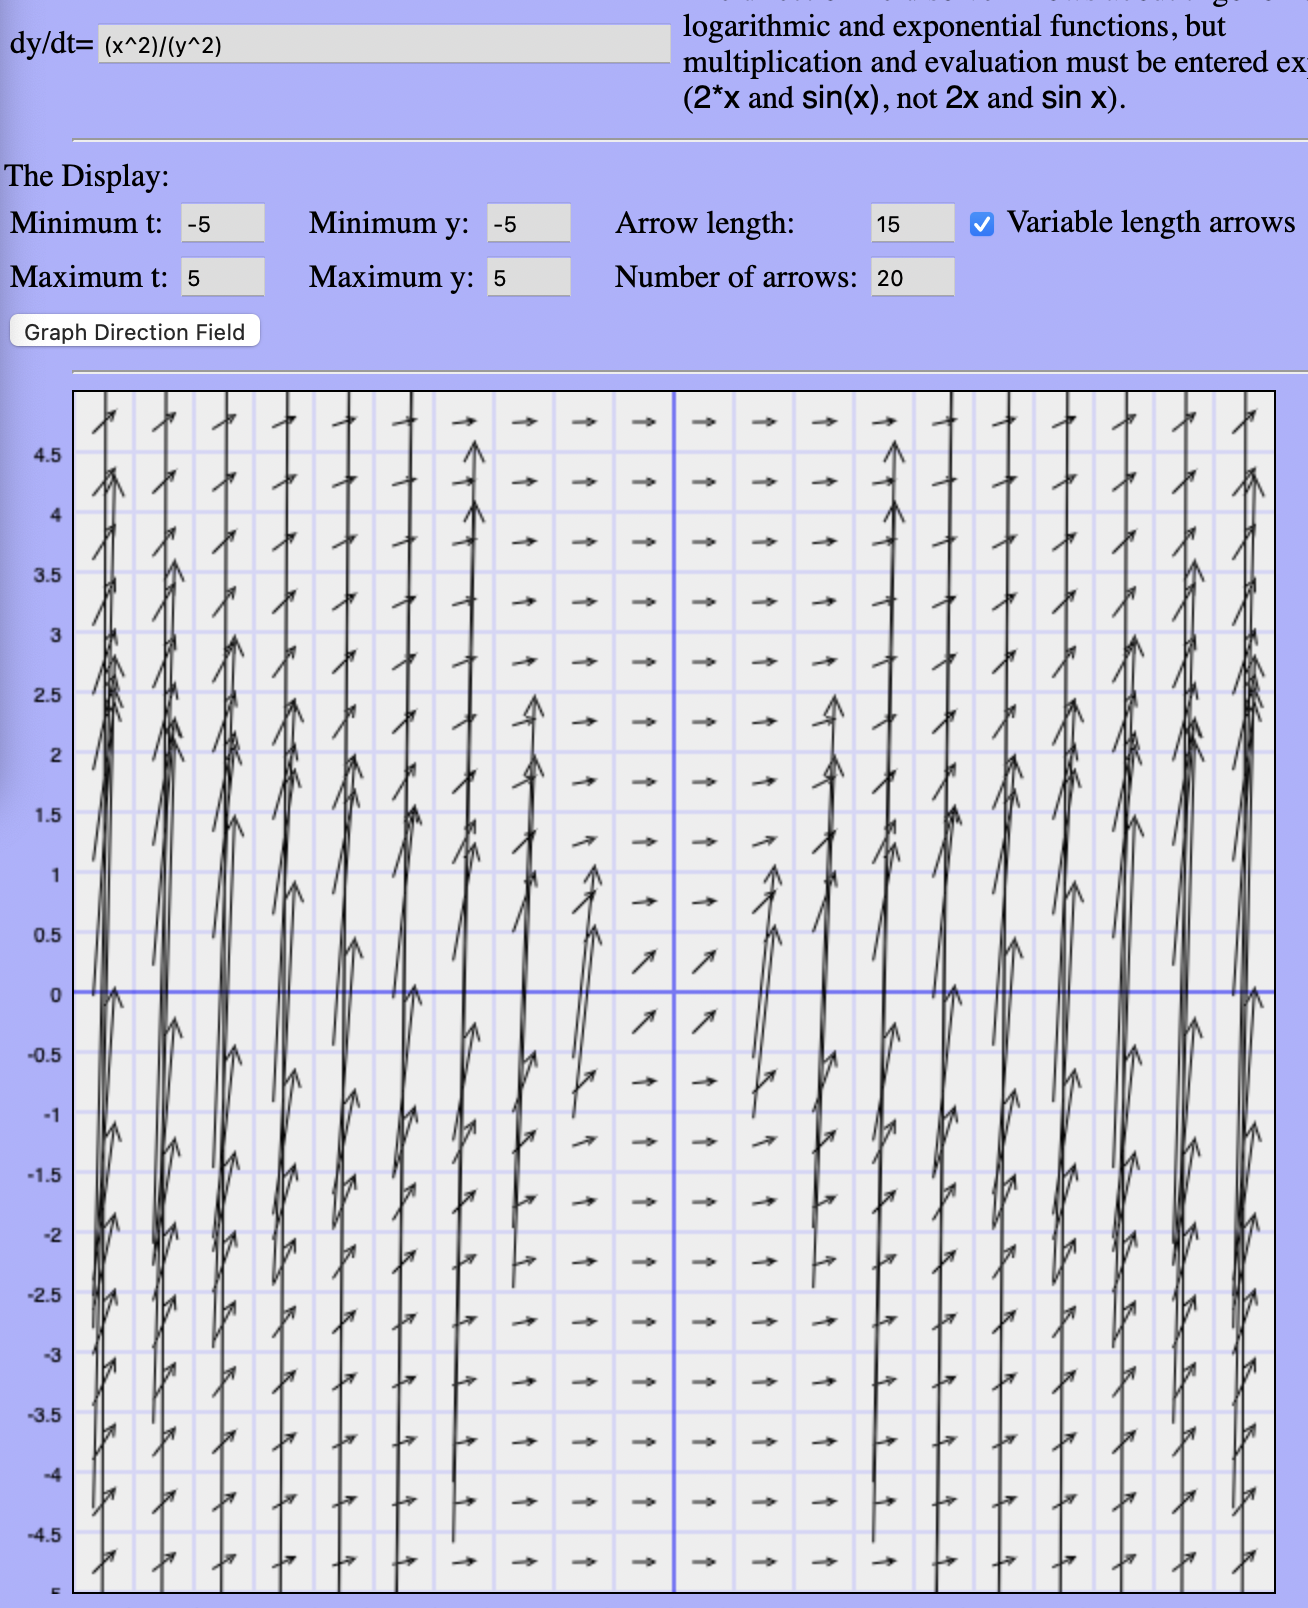 dy/dt= (x^2)/(y^2)
logarithmic and exponential functions, but
multiplication and evaluation must be entered
(2*x and sin(x), not 2x and sin x).
The Display:
Minimum t: -5 Minimum y: -5 Arrow length: 15 Variable length arrows
Maximum t: 5 Maximum y: 5 Number of arrows: 20
Graph Direction Field
4.5
4
3.5
3
2.5
2
1.5
1
0.5
0
-0.5
-1
-1.5
-2
-2.5
-3
-3.5
-4
-4.5